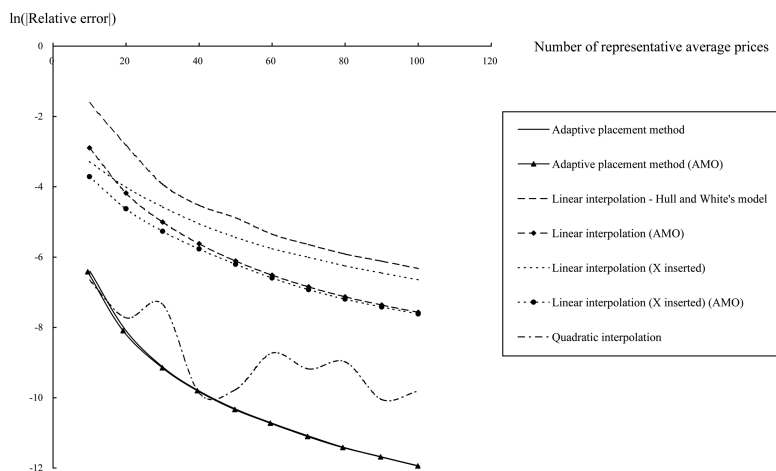 ln(|Relative error|)
Number of representative average prices
0
0 20 40 60 80 100 120
-2
-4
-6
-8
-10
-12
Adaptive placement method
Adaptive placement method (AMO)
Linear interpolation - Hull and White's model
Linear interpolation (AMO)
Linear interpolation (X inserted)
Linear interpolation (X inserted) (AMO)
Quadratic interpolation